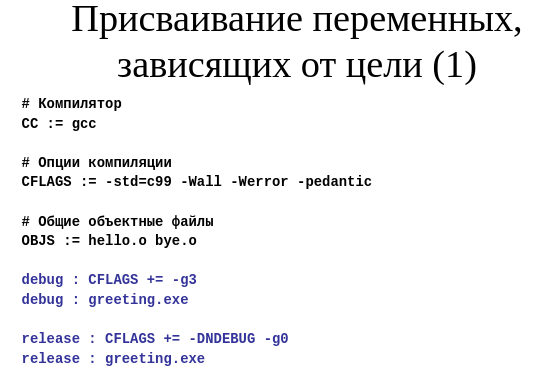 Присваивание переменных,
зависящих от цели (1)
# Компилятор
CC := gcc
# Опции компиляции
CFLAGS := -std=c99 -Wall -Werror -pedantic
# Общие объектные файлы
OBJS := hello.o bye.o
debug : CFLAGS += -g3
debug : greeting.exe
release : CFLAGS += -DNDEBUG -g0
release : greeting.exe